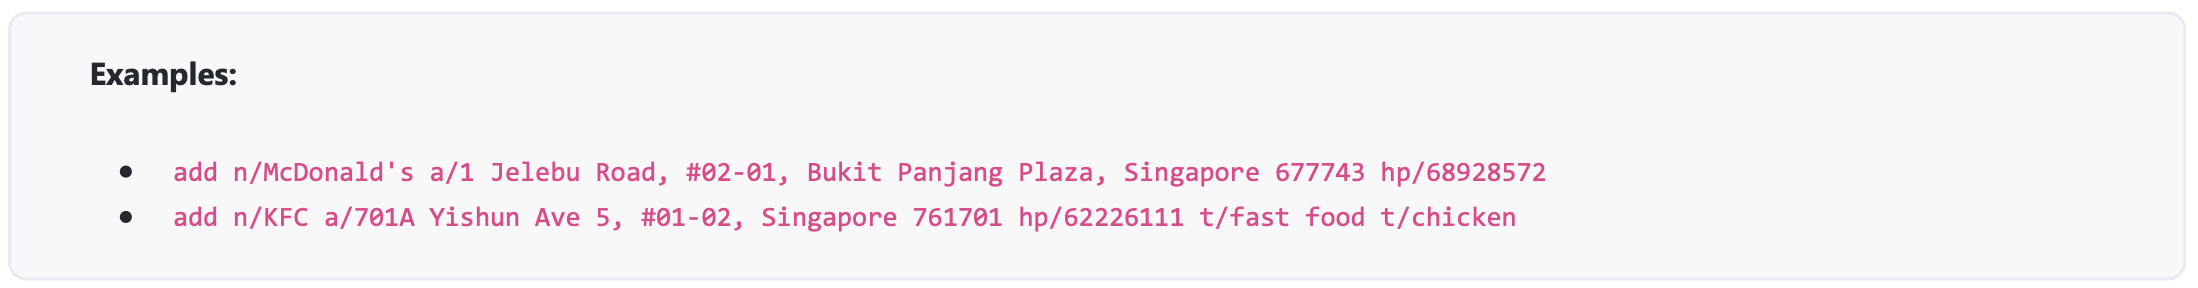 Examples:
• add n/McDonald's a/1 Jelebu Road, #02-01, Bukit Panjang Plaza, Singapore 677743 hp/68928572
• add n/KFC a/701A Yishun Ave 5, #01-02, Singapore 761701 hp/62226111 t/fast food t/chicken